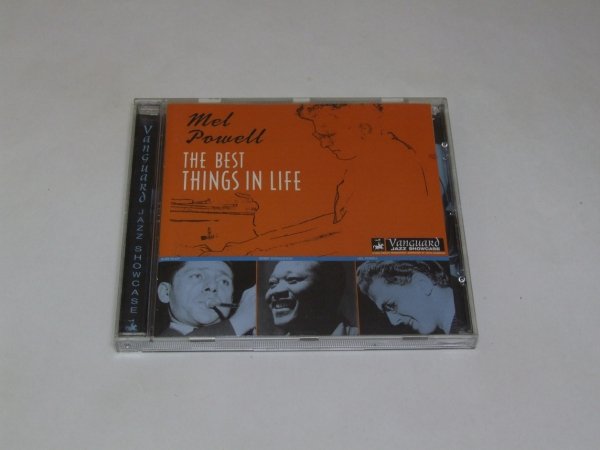 Mel
Powell
THE BEST
THINGS IN LIFE
Vanguard
JAZZ SHOWCASE
Vanguard JAZZ SHOWCASE